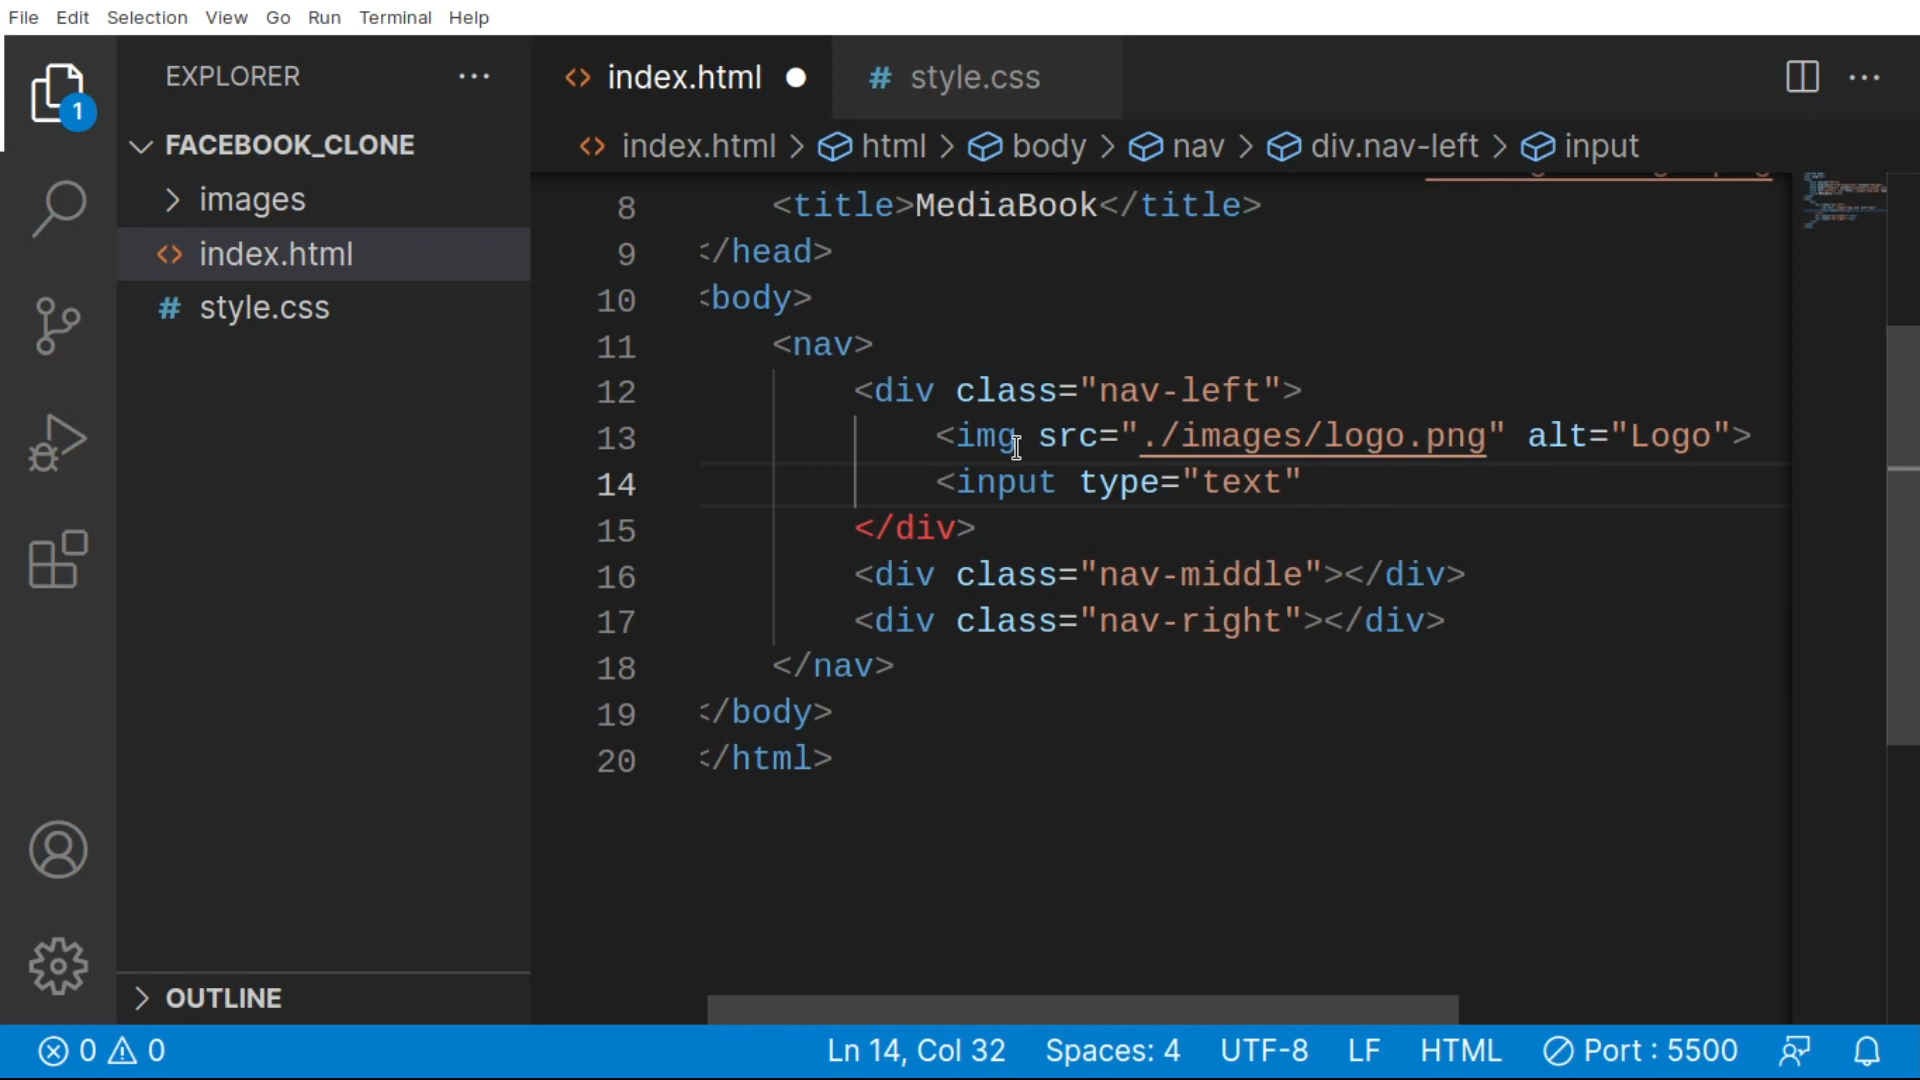 File Edit Selection View Go Run Terminal Help
EXPLORER ...
1
FACEBOOK_CLONE
images
<> index.html
# style.css
OUTLINE
<> index.html ●
# style.css
...
<> index.html > html > body > nav > div.nav-left > input
8 <title>MediaBook</title>
9 </head>
10 <body>
11 <nav>
12 <div class="nav-left">
13 <img src="./images/logo.png" alt="Logo">
14 <input type="text"
15 </div>
16 <div class="nav-middle"></div>
17 <div class="nav-right"></div>
18 </nav>
19 </body>
20 </html>
0 0 Ln 14, Col 32 Spaces: 4 UTF-8 LF HTML Port : 5500